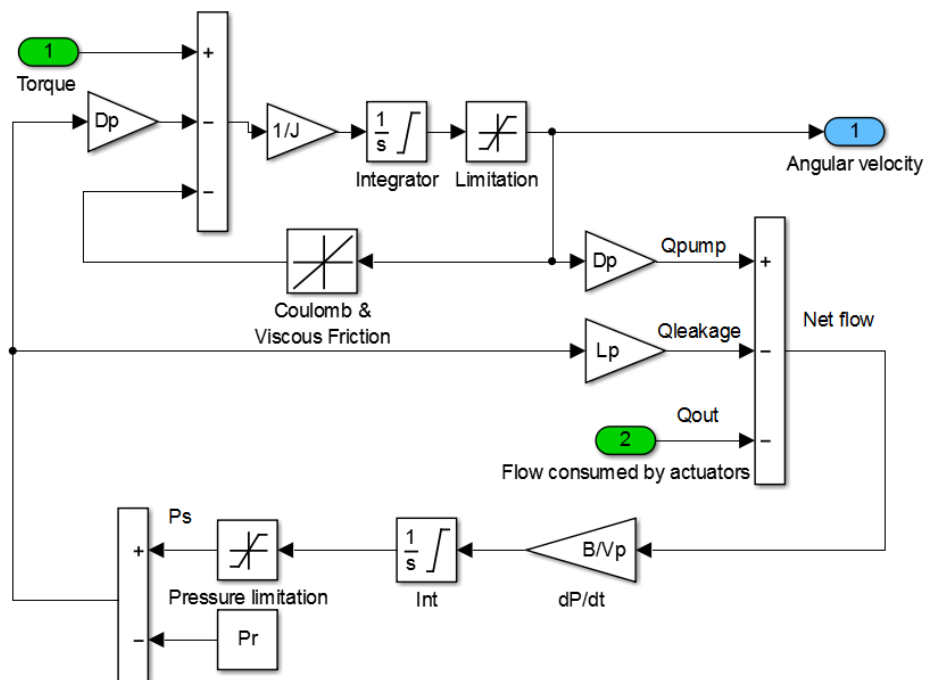 1
+
Torque
Dp
−
1/J
1
s
1
Integrator
Limitation
Angular velocity
−
Coulomb &
Viscous Friction
Dp
Qpump
+
Qleakage
Net flow
Lp
−
Qout
2
−
Flow consumed by actuators
Ps
+
1
s
B/Vp
Pressure limitation
Int
dP/dt
−
Pr